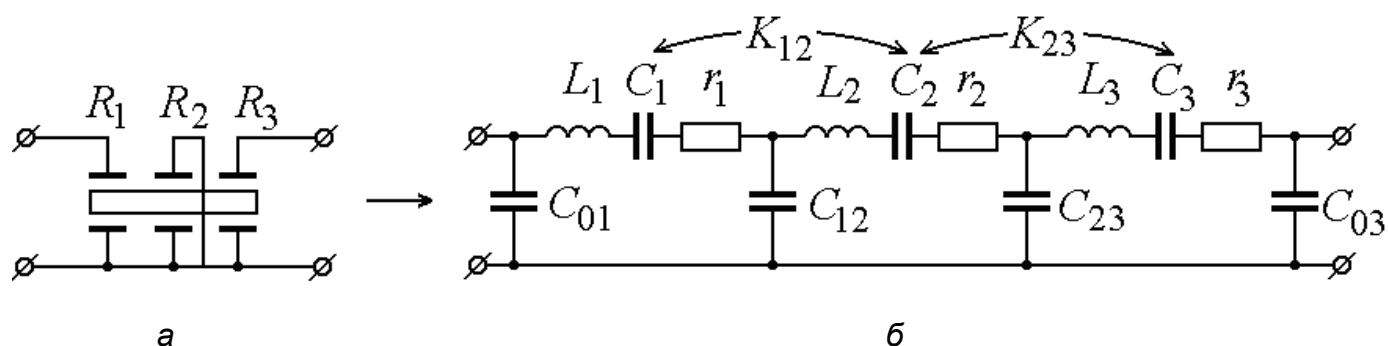 K12 K23
L1 C1 r1 L2 C2 r2 L3 C3 r3
R1 R2 R3
C01 C12 C23 C03
а б